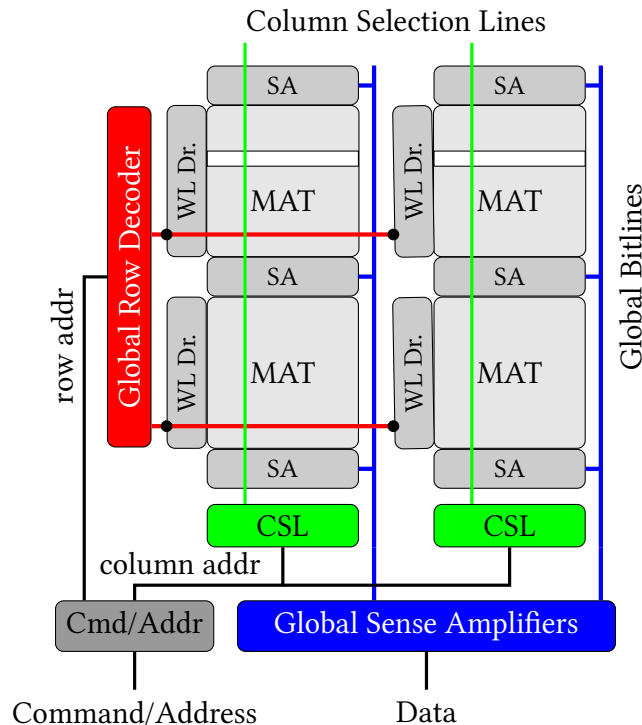 Column Selection Lines
SA
SA
WL Dr.
MAT
WL Dr.
MAT
Global Row Decoder
Global Bitlines
SA
SA
row addr
WL Dr.
MAT
WL Dr.
MAT
SA
SA
CSL
CSL
column addr
Cmd/Addr
Global Sense Amplifiers
Command/Address
Data